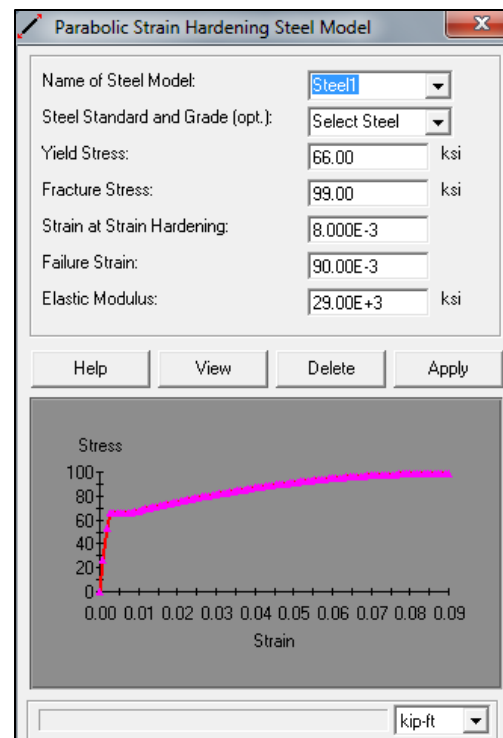 Parabolic Strain Hardening Steel Model
Name of Steel Model: Steel1
Steel Standard and Grade (opt.): Select Steel
Yield Stress: 66.00 ksi
Fracture Stress: 99.00 ksi
Strain at Strain Hardening: 8.000E-3
Failure Strain: 90.00E-3
Elastic Modulus: 29.00E+3 ksi
Help View Delete Apply
Stress
100
80
60
40
20
0
0.00 0.01 0.02 0.03 0.04 0.05 0.06 0.07 0.08 0.09
Strain
kip-ft